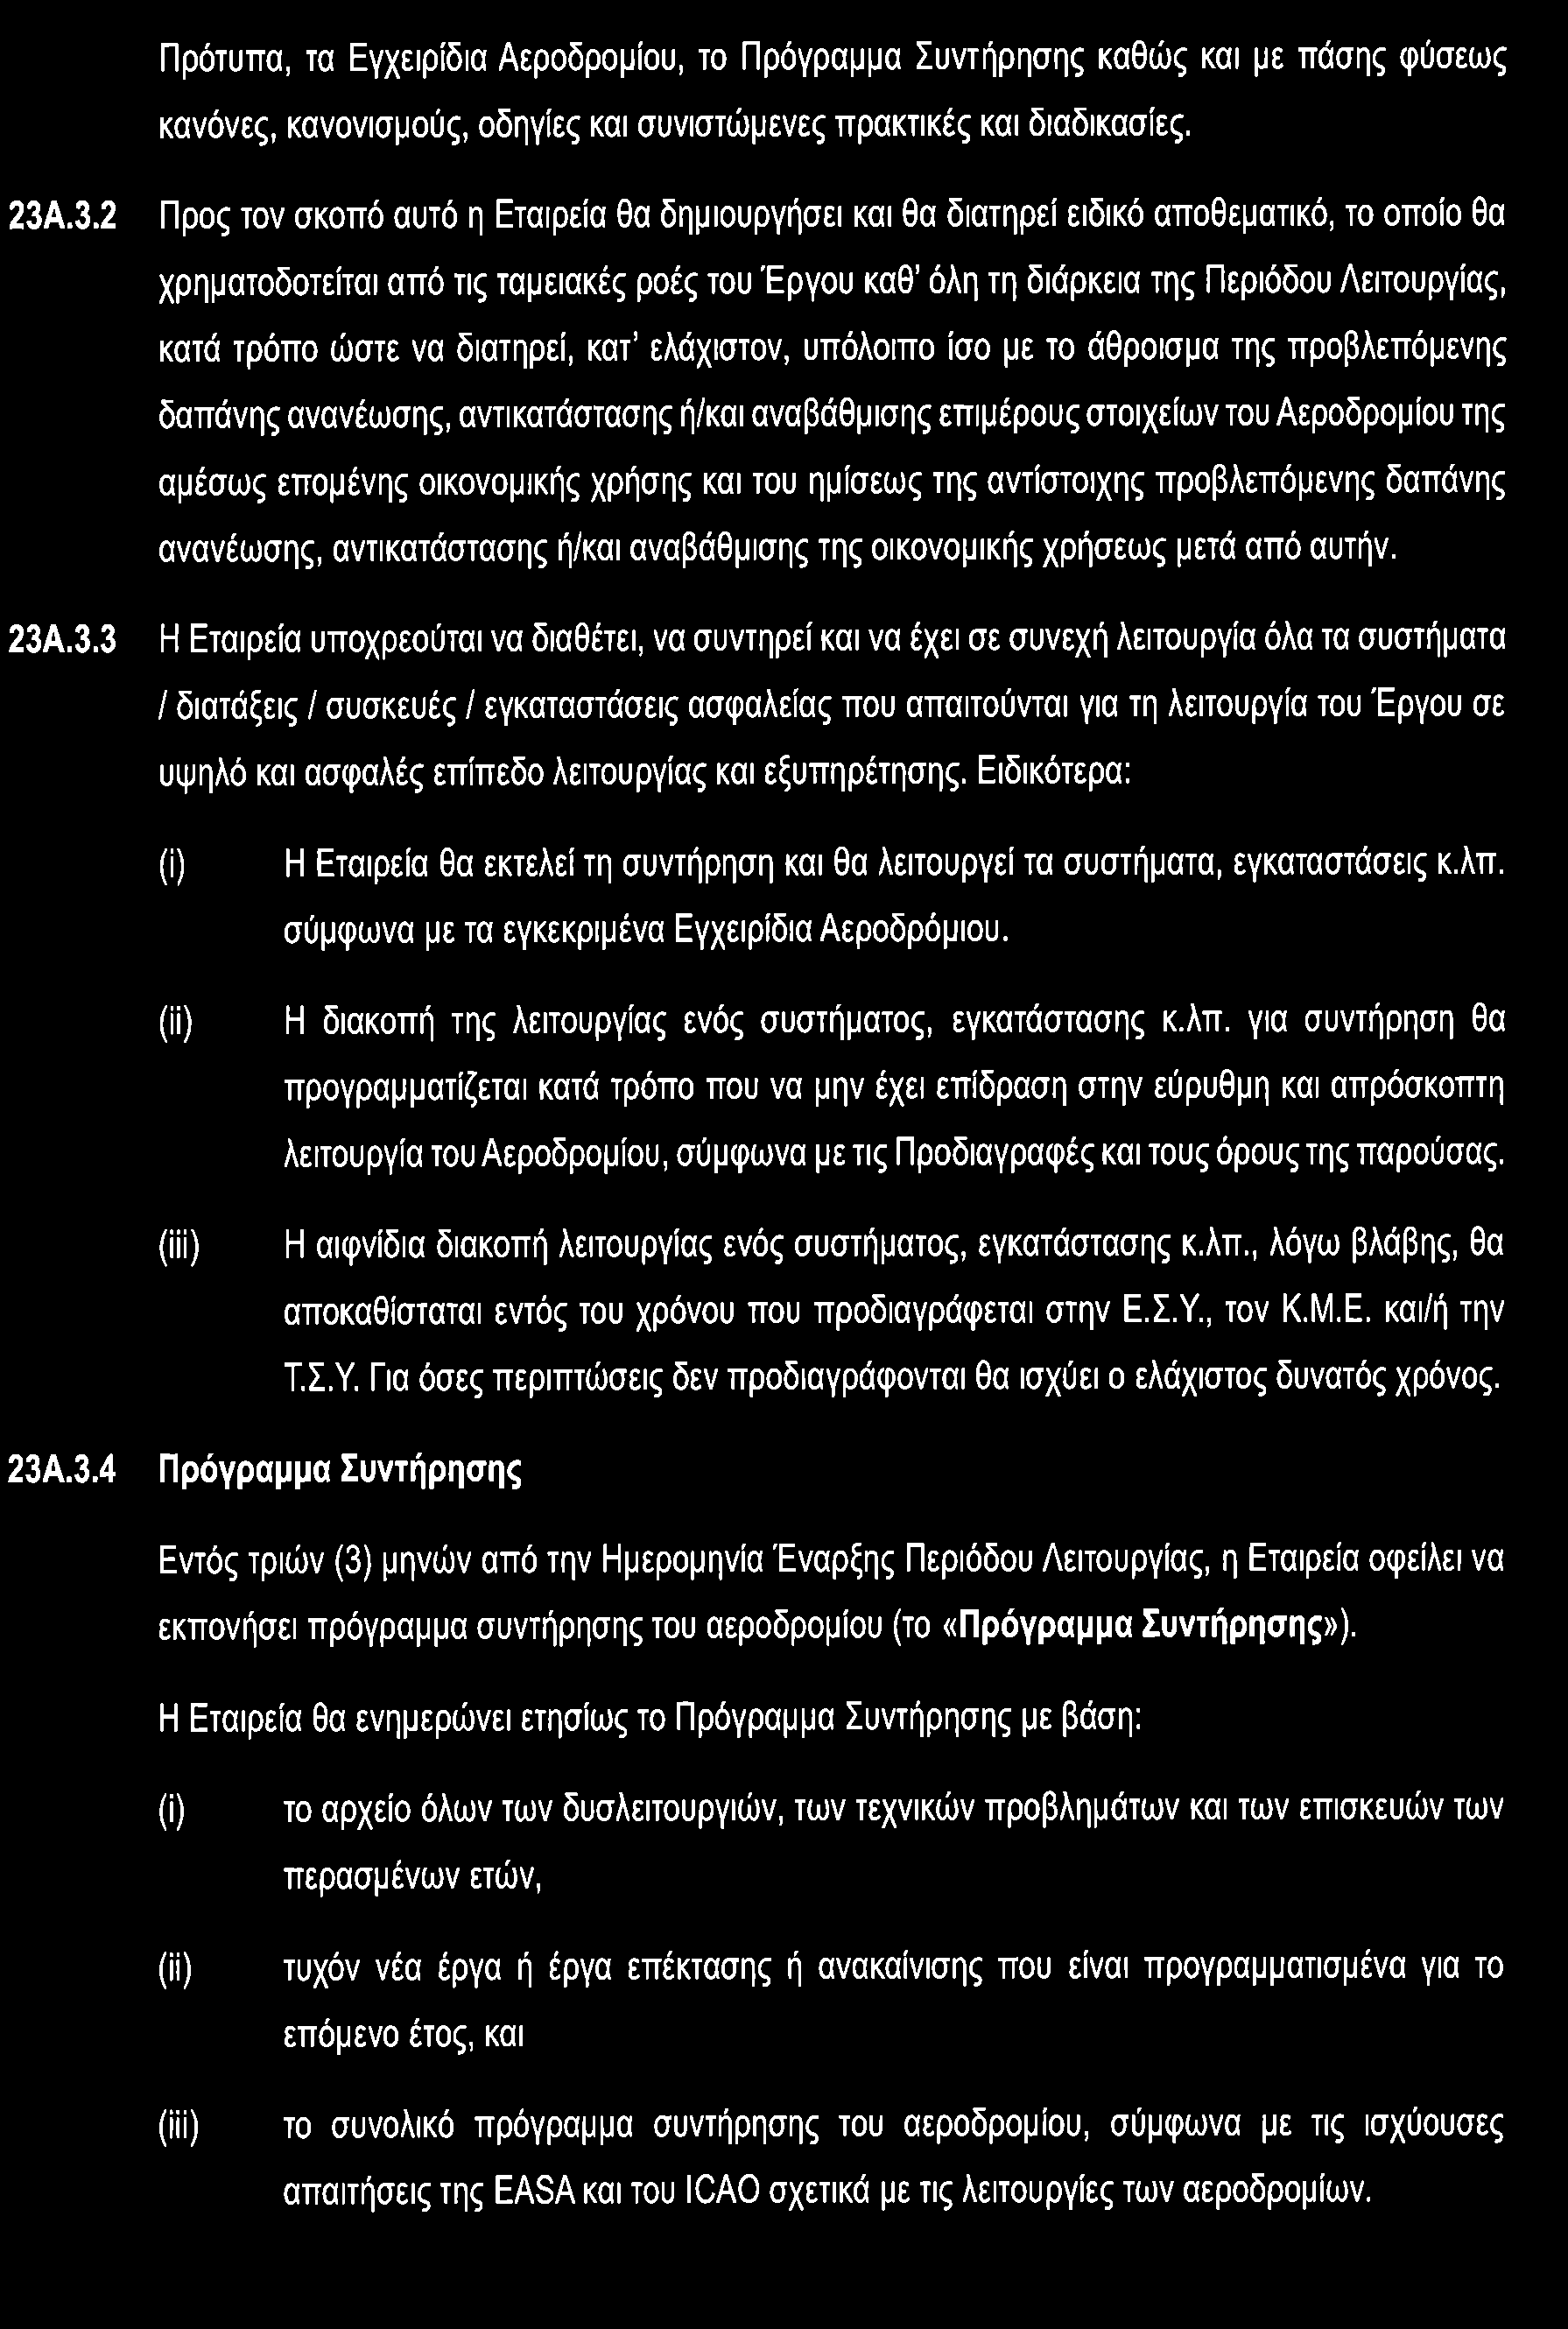 Πρότυπα, τα Εγχειρίδια Αεροδρομίου, το Πρόγραμμα Συντήρησης καθώς και με πάσης φύσεως
κανόνες, κανονισμούς, οδηγίες και συνιστώμενες πρακτικές και διαδικασίες.
23Α.3.2 Προς τον σκοπό αυτό η Εταιρεία θα δημιουργήσει και θα διατηρεί ειδικό αποθεματικό, το οποίο θα
χρηματοδοτείται από τις ταμειακές ροές του Έργου καθ’ όλη τη διάρκεια της Περιόδου Λειτουργίας,
κατά τρόπο ώστε να διατηρεί, κατ’ ελάχιστον, υπόλοιπο ίσο με το άθροισμα της προβλεπόμενης
δαπάνης ανανέωσης, αντικατάστασης ή/και αναβάθμισης επιμέρους στοιχείων του Αεροδρομίου της
αμέσως επομένης οικονομικής χρήσης και του ημίσεως της αντίστοιχης προβλεπόμενης δαπάνης
ανανέωσης, αντικατάστασης ή/και αναβάθμισης της οικονομικής χρήσεως μετά από αυτήν.
23Α.3.3 Η Εταιρεία υποχρεούται να διαθέτει, να συντηρεί και να έχει σε συνεχή λειτουργία όλα τα συστήματα
/ διατάξεις / συσκευές / εγκαταστάσεις ασφαλείας που απαιτούνται για τη λειτουργία του Έργου σε
υψηλό και ασφαλές επίπεδο λειτουργίας και εξυπηρέτησης. Ειδικότερα:
(i) Η Εταιρεία θα εκτελεί τη συντήρηση και θα λειτουργεί τα συστήματα, εγκαταστάσεις κ.λπ.
σύμφωνα με τα εγκεκριμένα Εγχειρίδια Αεροδρόμιου.
(ii) Η διακοπή της λειτουργίας ενός συστήματος, εγκατάστασης κ.λπ. για συντήρηση θα
προγραμματίζεται κατά τρόπο που να μην έχει επίδραση στην εύρυθμη και απρόσκοπτη
λειτουργία του Αεροδρομίου, σύμφωνα με τις Προδιαγραφές και τους όρους της παρούσας.
(iii) Η αιφνίδια διακοπή λειτουργίας ενός συστήματος, εγκατάστασης κ.λπ., λόγω βλάβης, θα
αποκαθίσταται εντός του χρόνου που προδιαγράφεται στην Ε.Σ.Υ., τον Κ.Μ.Ε. και/ή την
Τ.Σ.Υ. Για όσες περιπτώσεις δεν προδιαγράφονται θα ισχύει ο ελάχιστος δυνατός χρόνος.
23Α.3.4 Πρόγραμμα Συντήρησης
Εντός τριών (3) μηνών από την Ημερομηνία Έναρξης Περιόδου Λειτουργίας, η Εταιρεία οφείλει να
εκπονήσει πρόγραμμα συντήρησης του αεροδρομίου (το «Πρόγραμμα Συντήρησης»).
Η Εταιρεία θα ενημερώνει ετησίως το Πρόγραμμα Συντήρησης με βάση:
(i) το αρχείο όλων των δυσλειτουργιών, των τεχνικών προβλημάτων και των επισκευών των
περασμένων ετών,
(ii) τυχόν νέα έργα ή έργα επέκτασης ή ανακαίνισης που είναι προγραμματισμένα για το
επόμενο έτος, και
(iii) το συνολικό πρόγραμμα συντήρησης του αεροδρομίου, σύμφωνα με τις ισχύουσες
απαιτήσεις της EASA και του ICAO σχετικά με τις λειτουργίες των αεροδρομίων.